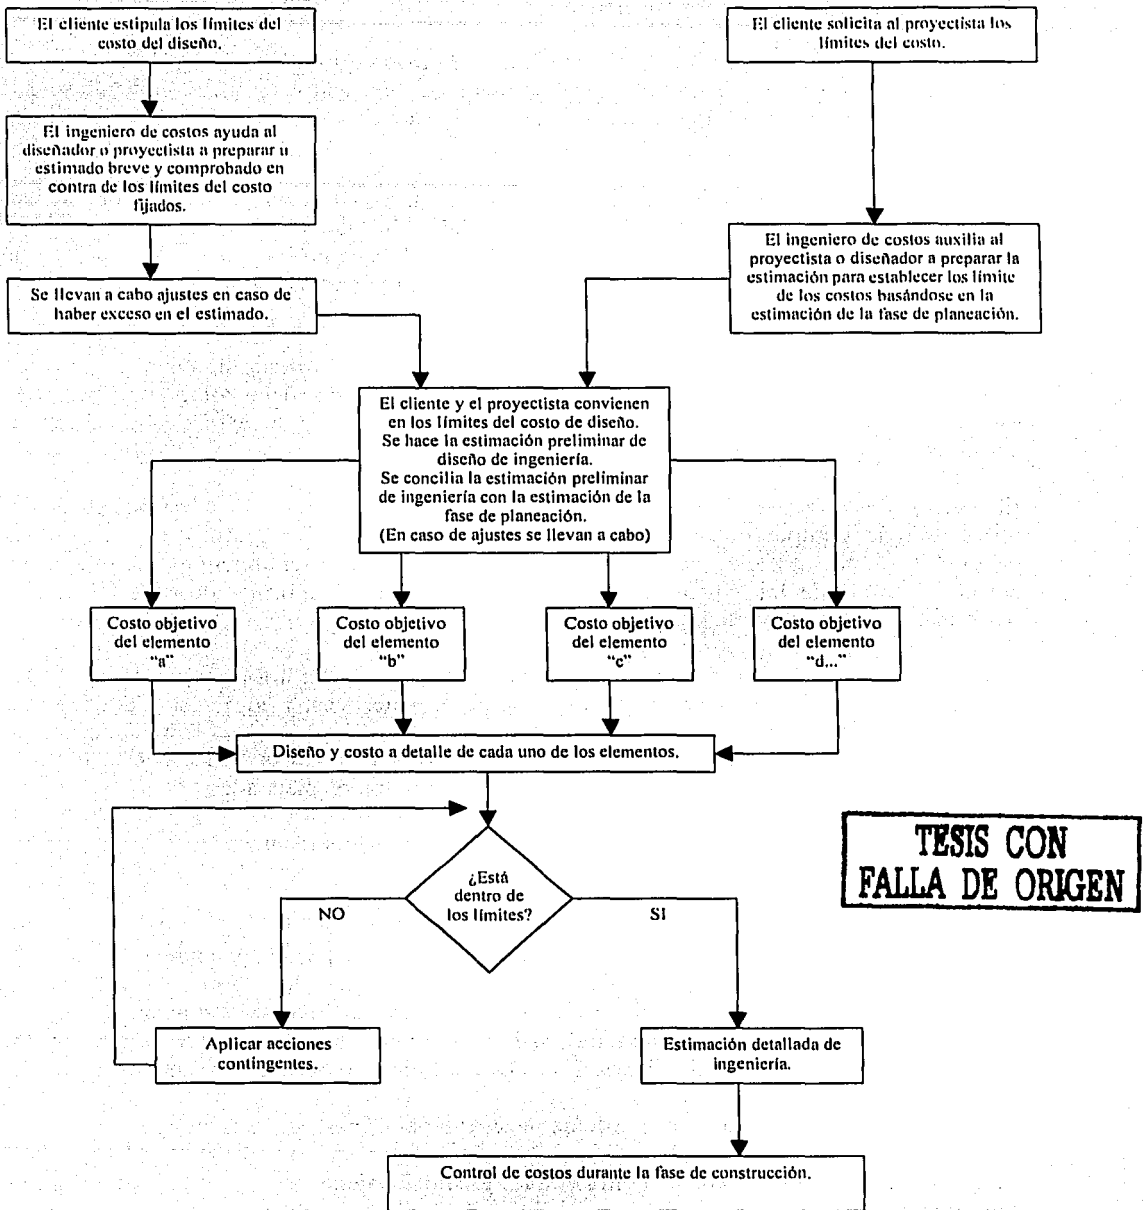 El cliente estipula los límites del
costo del diseño.
El cliente solicita al proyectista los
límites del costo.
El ingeniero de costos ayuda al
diseñador o proyectista a preparar u
estimado breve y comprobado en
contra de los límites del costo
fijados.
El ingeniero de costos auxilia al
proyectista o diseñador a preparar la
estimación para establecer los límite
de los costos basándose en la
estimación de la fase de planeación.
Se llevan a cabo ajustes en caso de
haber exceso en el estimado.
El cliente y el proyectista convienen
en los límites del costo de diseño.
Se hace la estimación preliminar de
diseño de ingeniería.
Se concilia la estimación preliminar
de ingeniería con la estimación de la
fase de planeación.
(En caso de ajustes se llevan a cabo)
Costo objetivo
del elemento
“a”
Costo objetivo
del elemento
“b”
Costo objetivo
del elemento
“c”
Costo objetivo
del elemento
“d...”
Diseño y costo a detalle de cada uno de los elementos.
¿Está
dentro de
los límites?
NO
SI
TESIS CON
FALLA DE ORIGEN
Aplicar acciones
contingentes.
Estimación detallada de
ingeniería.
Control de costos durante la fase de construcción.